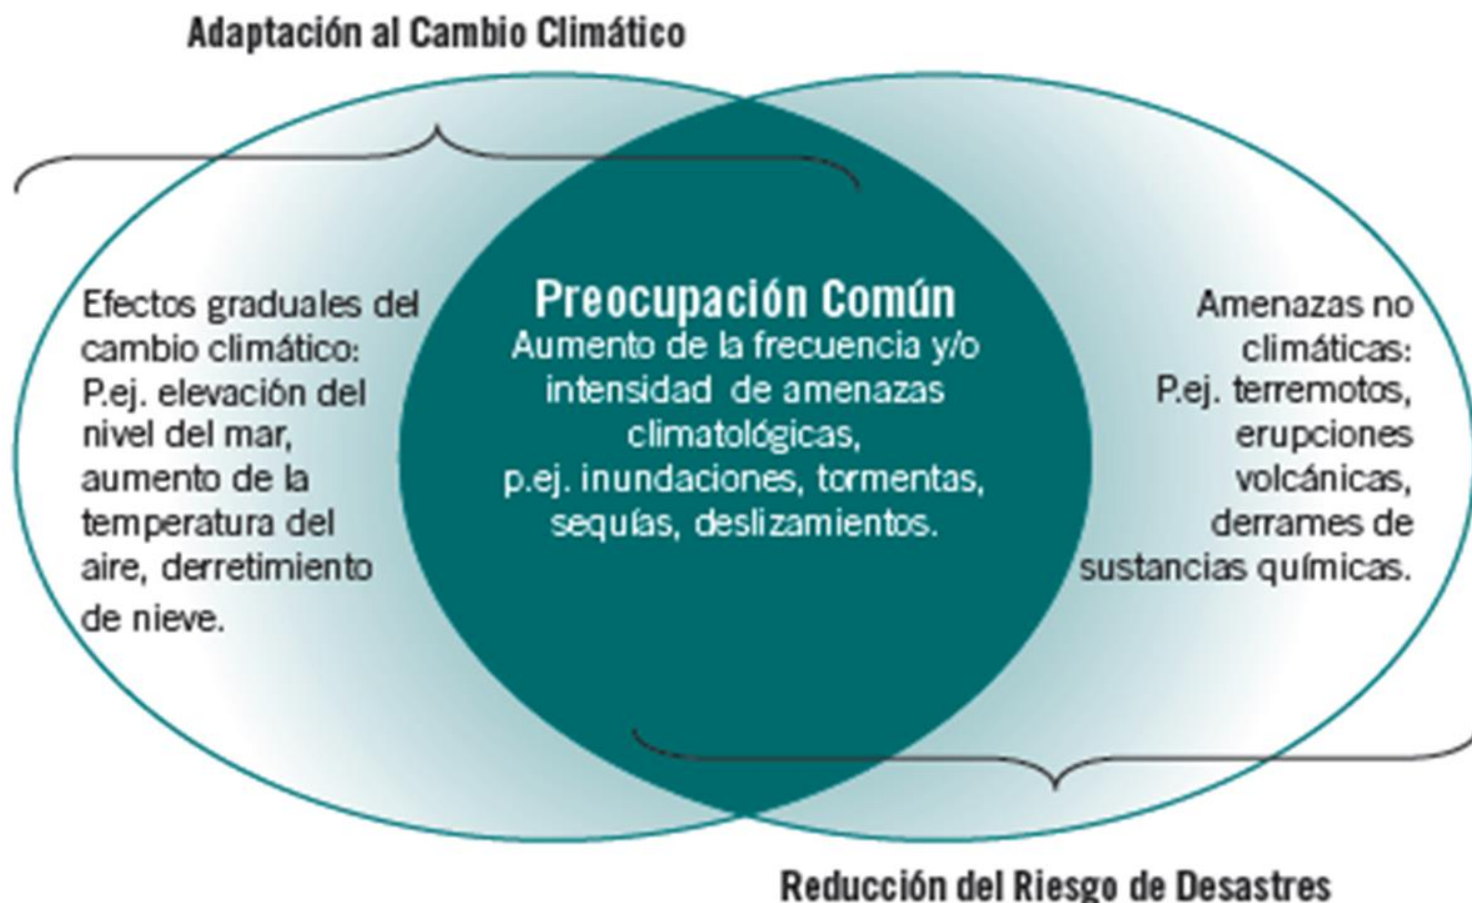 Adaptación al Cambio Climático
Efectos graduales del
cambio climático:
P.ej. elevación del
nivel del mar,
aumento de la
temperatura del
aire, derretimiento
de nieve.
Preocupación Común
Aumento de la frecuencia y/o
intensidad de amenazas
climatológicas,
p.ej. inundaciones, tormentas,
sequías, deslizamientos.
Amenazas no
climáticas:
P.ej. terremotos,
erupciones
volcánicas,
derrames de
sustancias químicas.
Reducción del Riesgo de Desastres